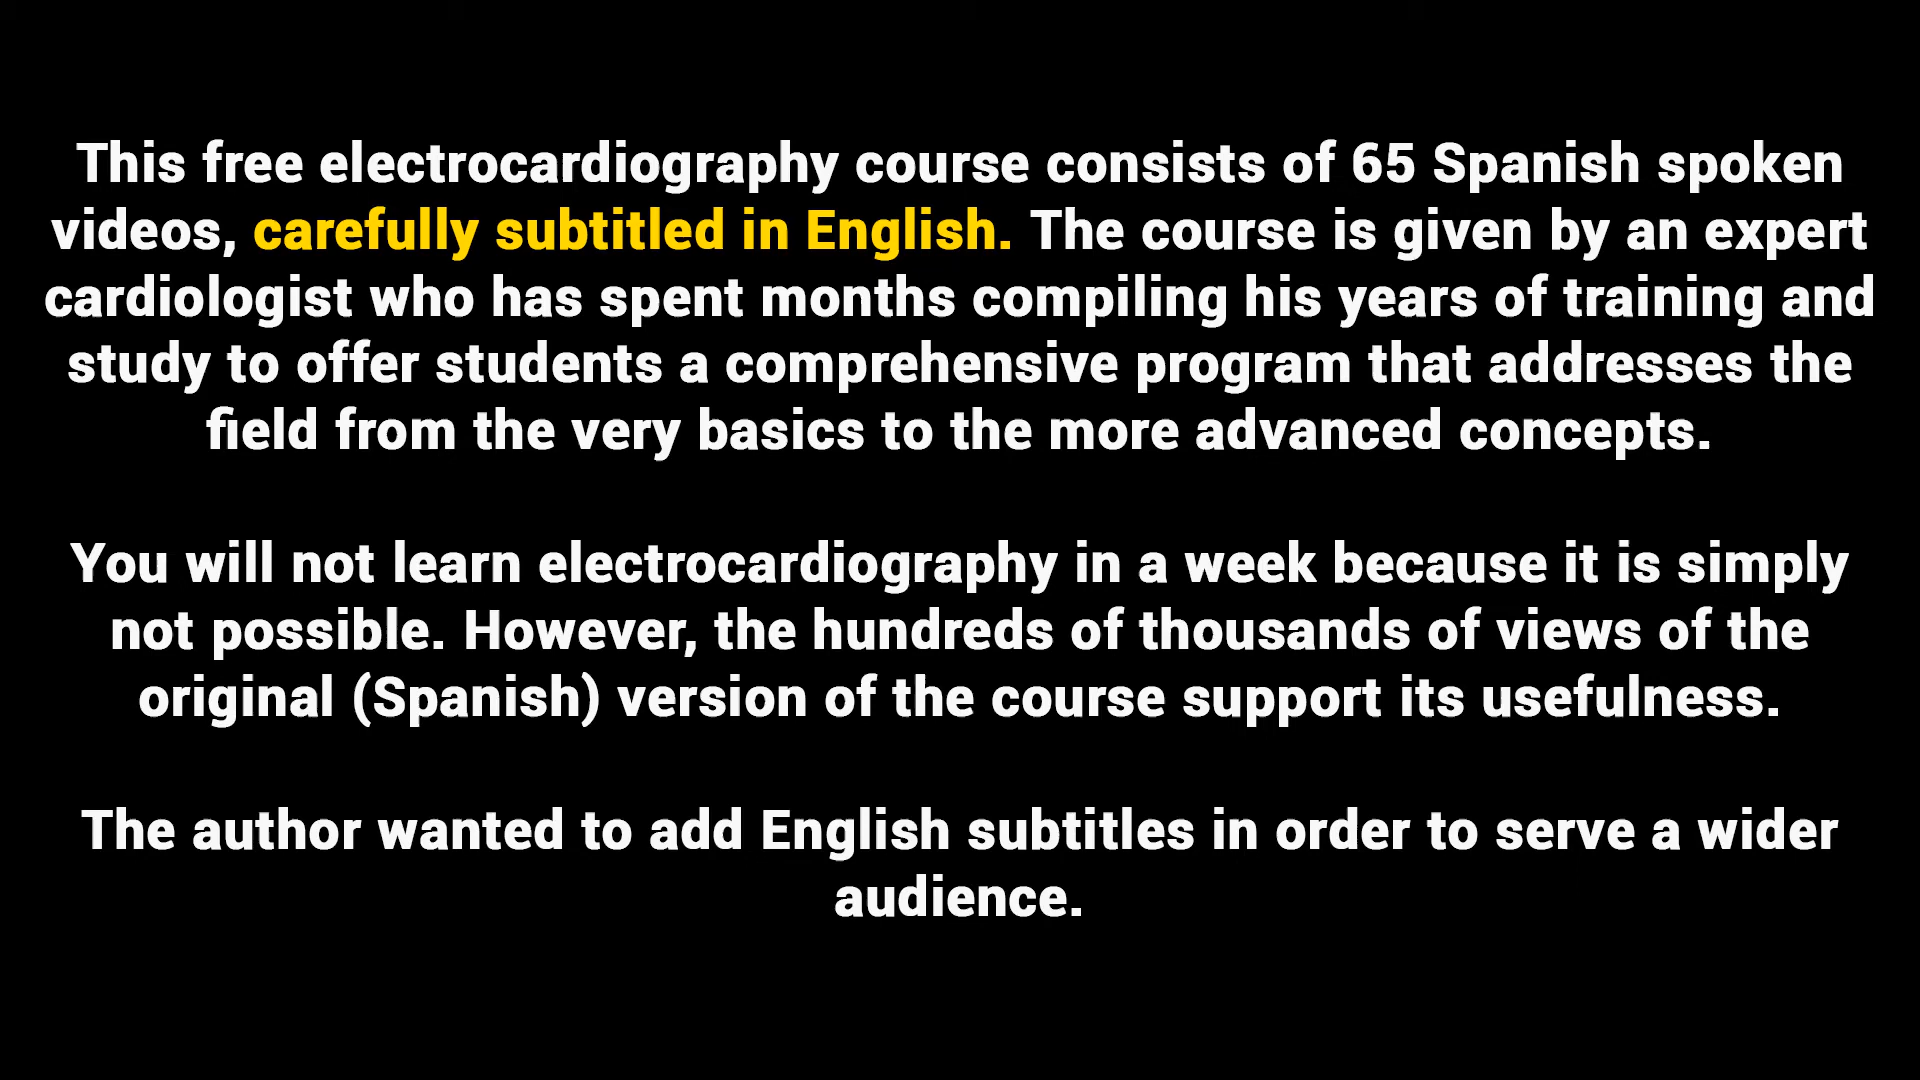 This free electrocardiography course consists of 65 Spanish spoken
videos, carefully subtitled in English. The course is given by an expert
cardiologist who has spent months compiling his years of training and
study to offer students a comprehensive program that addresses the
field from the very basics to the more advanced concepts.
You will not learn electrocardiography in a week because it is simply
not possible. However, the hundreds of thousands of views of the
original (Spanish) version of the course support its usefulness.
The author wanted to add English subtitles in order to serve a wider
audience.